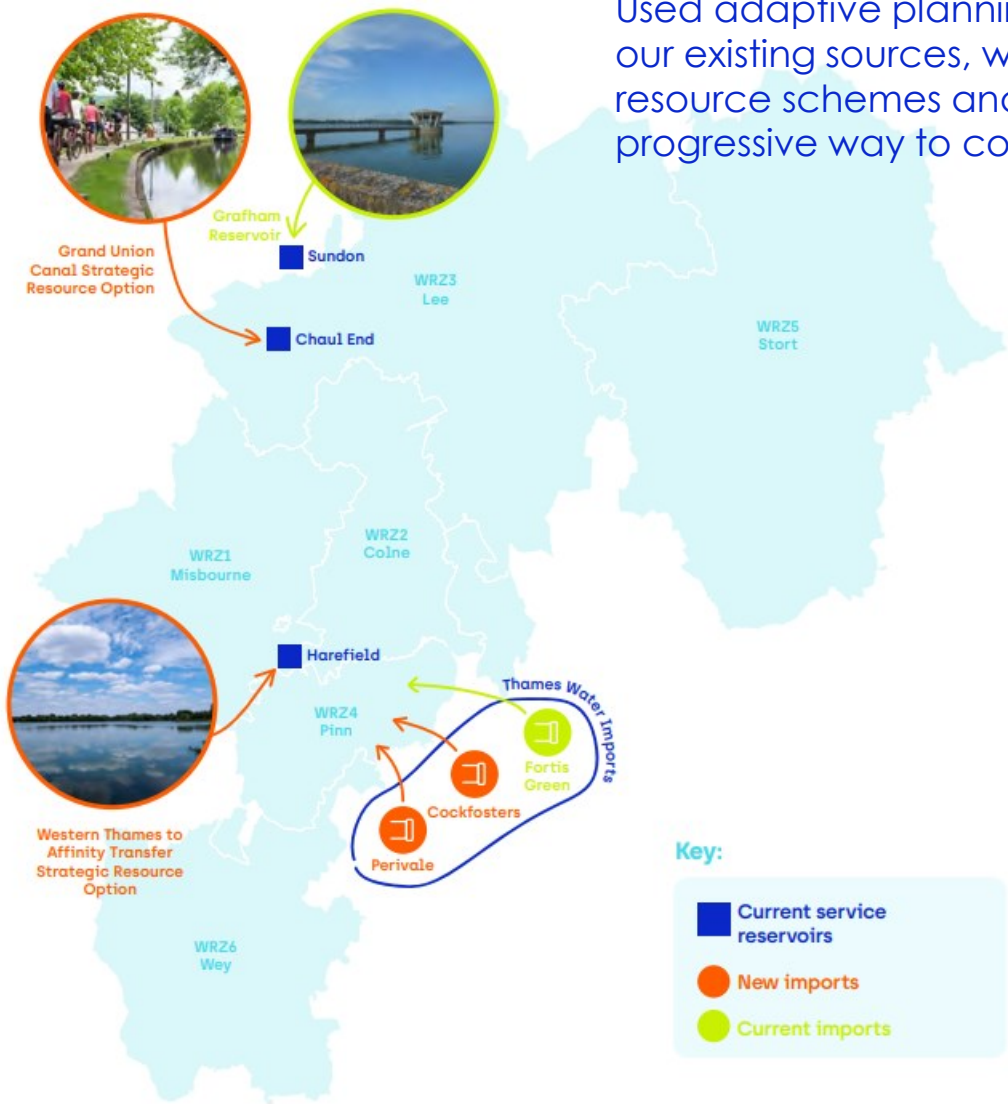 Used adaptive planning
our existing sources, w
resource schemes and
progressive way to co
Grafham
Reservoir
Grand Union
Canal Strategic
Resource Option
Sundon
WRZ3
Lee
Chaul End
WRZ5
Stort
WRZ2
Colne
WRZ1
Misbourne
Harefield
WRZ4
Pinn
Thames Water Imports
Fortis
Green
Cockfosters
Perivale
Western Thames to
Affinity Transfer
Strategic Resource
Option
WRZ6
Wey
Key:
Current service
reservoirs
New imports
Current imports